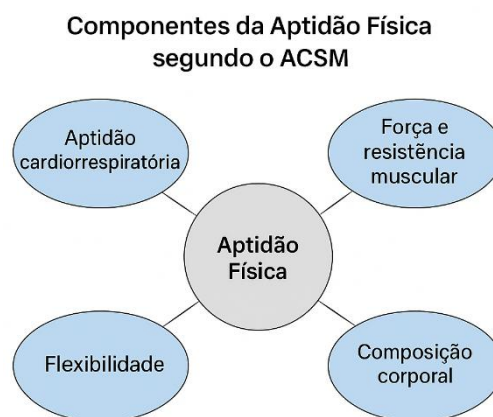 Componentes da Aptidão Física
segundo o ACSM
Aptidão
cardiorrespiratória
Força e
resistência
muscular
Aptidão
Física
Flexibilidade
Composição
corporal